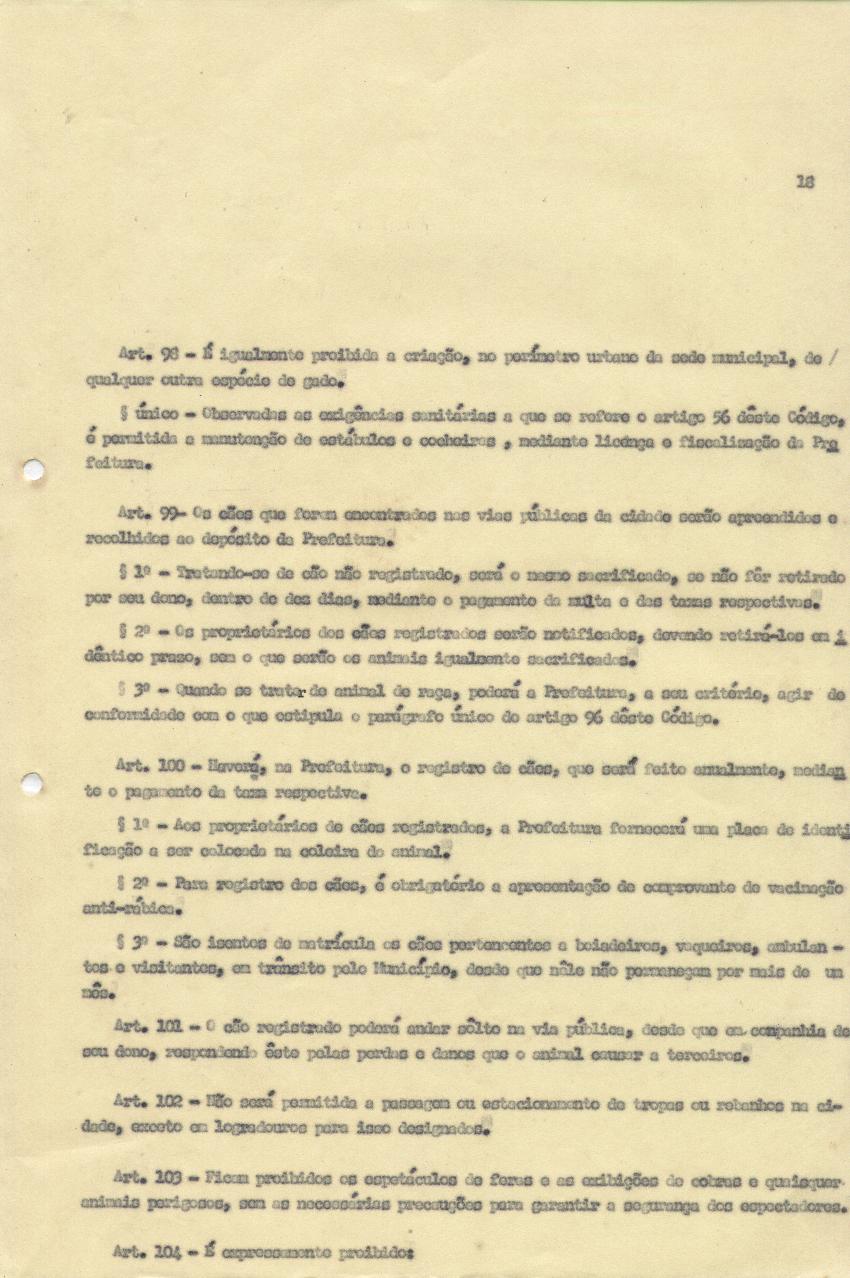 18
Art. 98 - É igualmente proibida a criação, no perímetro urbano da sede municipal, de /
qualquer outra espécie de gado.
§ único - Observadas as exigências sanitárias a que se refere o artigo 56 dêste Código,
é permitida a manutenção de estábulos e cocheiras , mediante licença e fiscalização da Pre
feitura.
Art. 99- Os cães que forem encontrados nas vias públicas da cidade serão apreendidos e
recolhidos ao depósito da Prefeitura.
§ 1º - Tratando-se de cão não registrado, será o mesmo sacrificado, se não fôr retirado
por seu dono, dentro de dez dias, mediante o pagamento da multa e das taxas respectivas.
§ 2º - Os proprietários dos cães registrados serão notificados, devendo retirá-los em i
dêntico prazo, sem o que serão os animais igualmente sacrificados.
§ 3º - Quando se tratar de animal de raça, poderá a Prefeitura, a seu critério, agir de
conformidade com o que estipula o parágrafo único do artigo 96 dêste Código.
Art. 100 - Haverá, na Prefeitura, o registro de cães, que será feito anualmente, median
te o pagamento da taxa respectiva.
§ 1º - Aos proprietários de cães registrados, a Prefeitura fornecerá uma placa de identi
ficação a ser colocada na coleira do animal.
§ 2º - Para registro dos cães, é obrigatório a apresentação de comprovante de vacinação
anti-rábica.
§ 3º - São isentos de matrícula os cães pertencentes a boiadeiros, vaqueiros, ambulan -
tes e visitantes, em trânsito pelo Município, desde que nêle não permaneçam por mais de um
mês.
Art. 101 - O cão registrado poderá andar sôlto na via pública, desde que em companhia de
seu dono, respondendo êste pelas perdas e danos que o animal causar a terceiros.
Art. 102 - Não será permitida a passagem ou estacionamento de tropas ou rebanhos na ci-
dade, exceto em logradouros para isso designados.
Art. 103 - Ficam proibidos os espetáculos de feras e as exibições de cobras e quaisquer
animais perigosos, sem as necessárias precauções para garantir a segurança dos espectadores.
Art. 104 - É expressamente proibido: